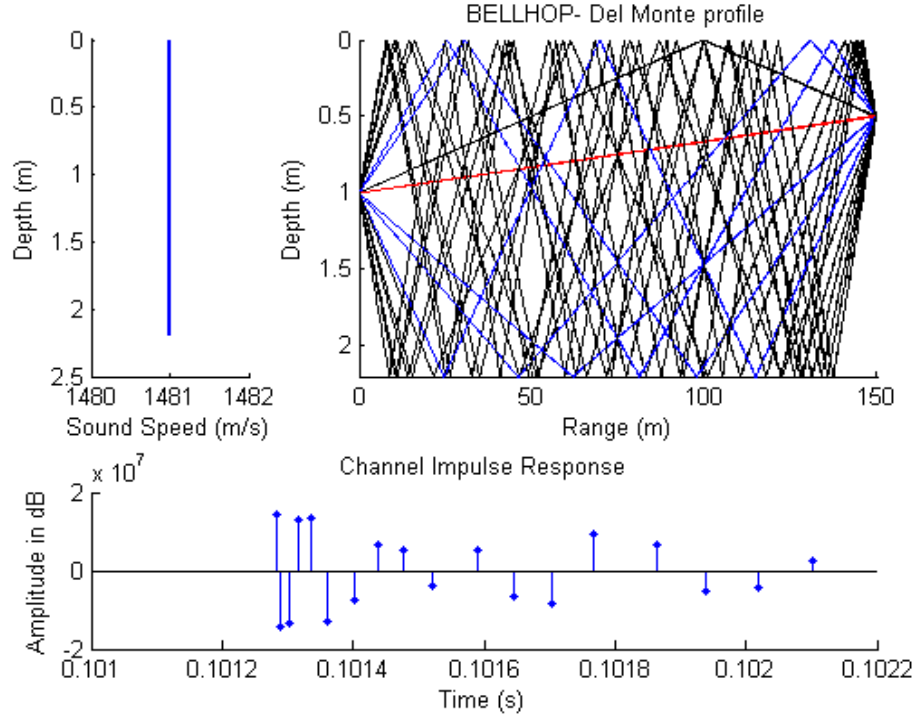 BELLHOP- Del Monte profile
0
0.5
1
1.5
2
2.5
Depth (m)
1480 1481 1482
Sound Speed (m/s)
0
0.5
1
1.5
2
Depth (m)
0 50 100 150
Range (m)
Channel Impulse Response
x 10^7
2
0
-2
Amplitude in dB
0.101 0.1012 0.1014 0.1016 0.1018 0.102 0.1022
Time (s)